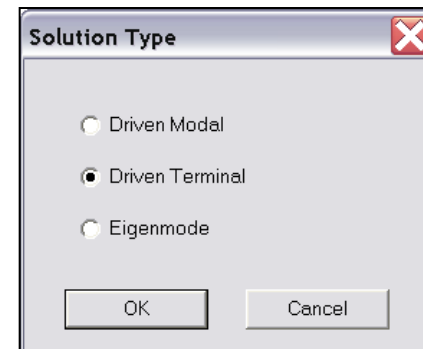 Solution Type
Driven Modal
Driven Terminal
Eigenmode
OK Cancel